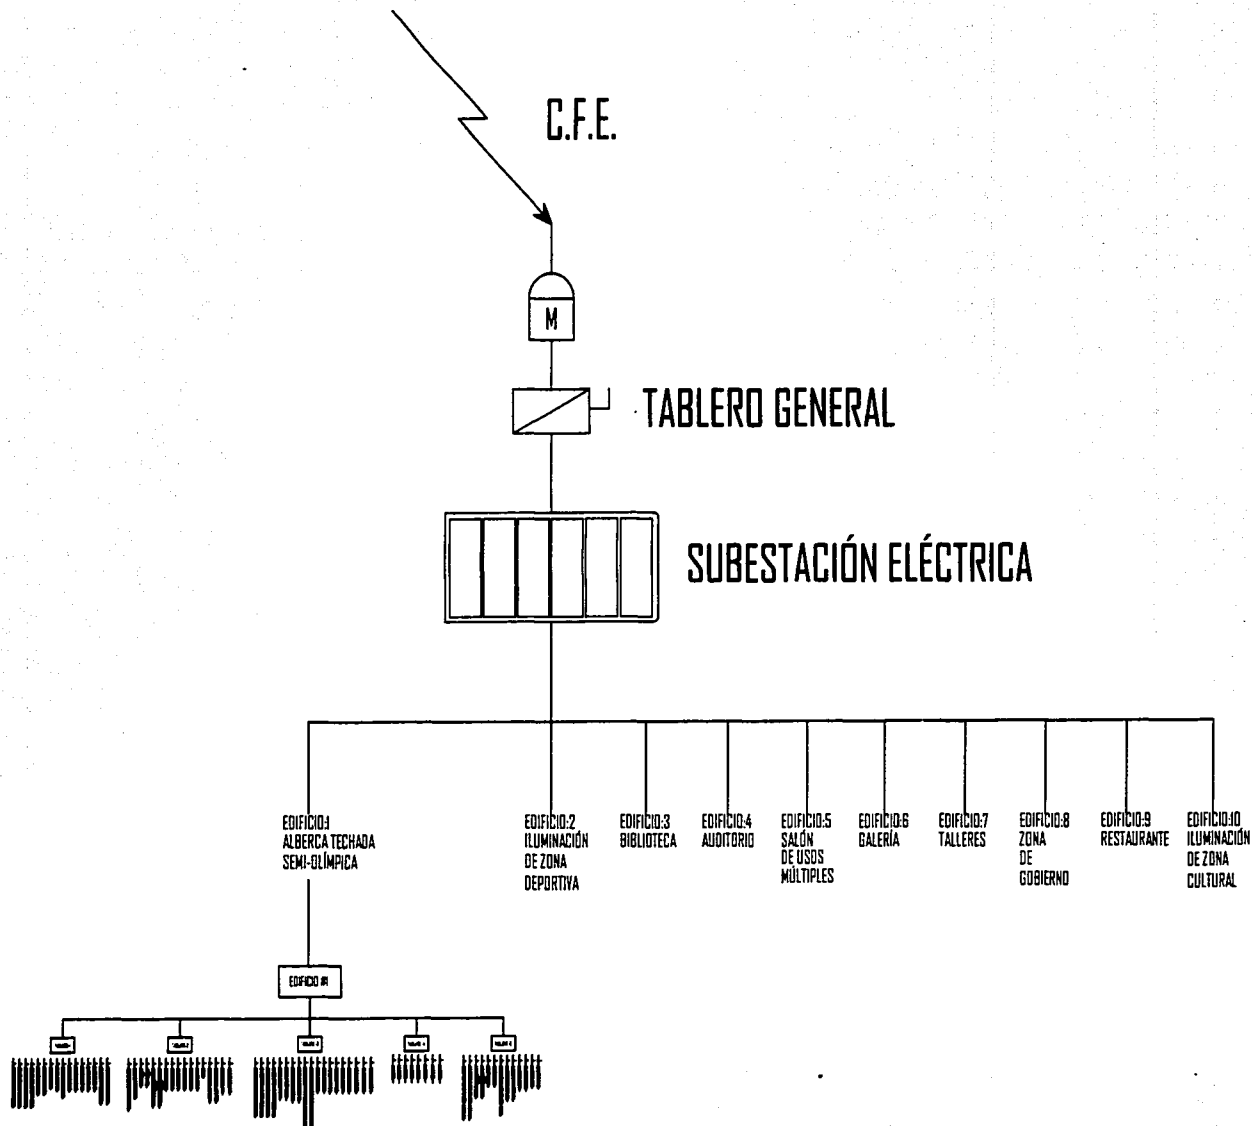 C.F.E.
M
TABLERO GENERAL
SUBESTACIÓN ELÉCTRICA
EDIFICIO:1
ALBERCA TECHADA
SEMI-OLÍMPICA
EDIFICIO:2
ILUMINACIÓN
DE ZONA
DEPORTIVA
EDIFICIO:3
BIBLIOTECA
EDIFICIO:4
AUDITORIO
EDIFICIO:5
SALÓN
DE USOS
MÚLTIPLES
EDIFICIO:6
GALERÍA
EDIFICIO:7
TALLERES
EDIFICIO:8
ZONA
DE
GOBIERNO
EDIFICIO:9
RESTAURANTE
EDIFICIO:10
ILUMINACIÓN
DE ZONA
CULTURAL
EDIFICIO #1